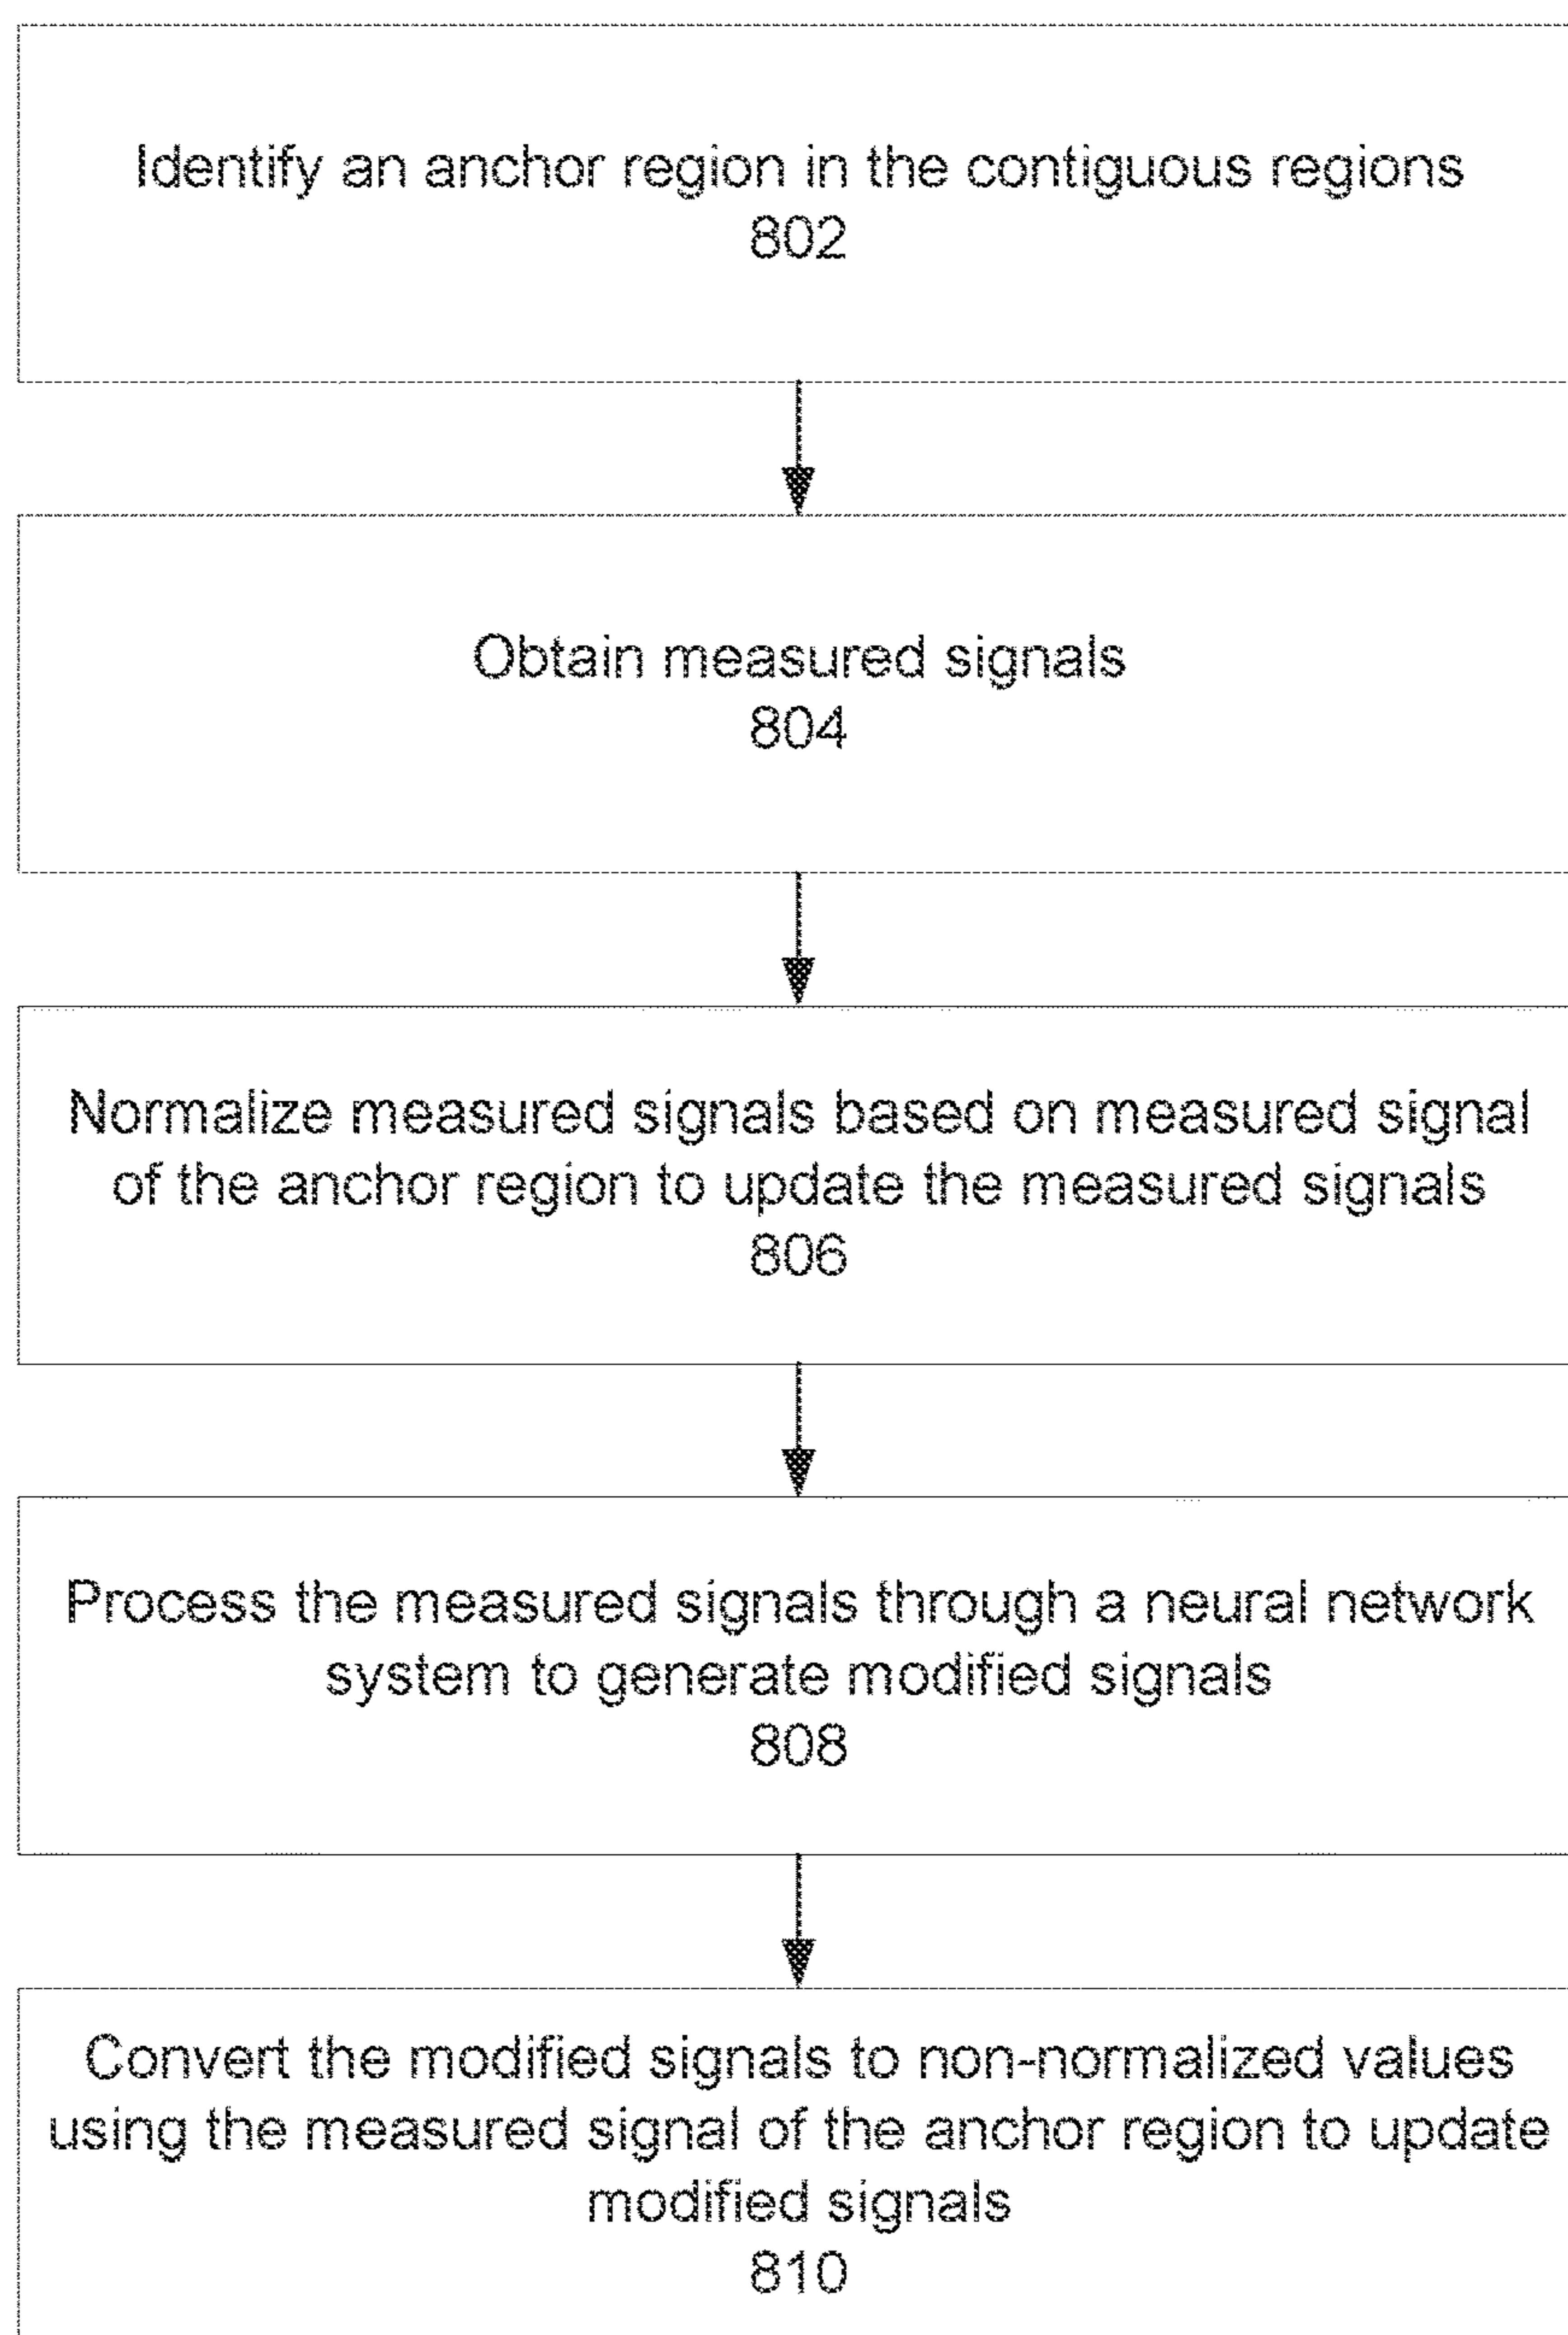 Identify an anchor region in the contiguous regions
802
Obtain measured signals
804
Normalize measured signals based on measured signal
of the anchor region to update the measured signals
806
Process the measured signals through a neural network
system to generate modified signals
808
Convert the modified signals to non-normalized values
using the measured signal of the anchor region to update
modified signals
810